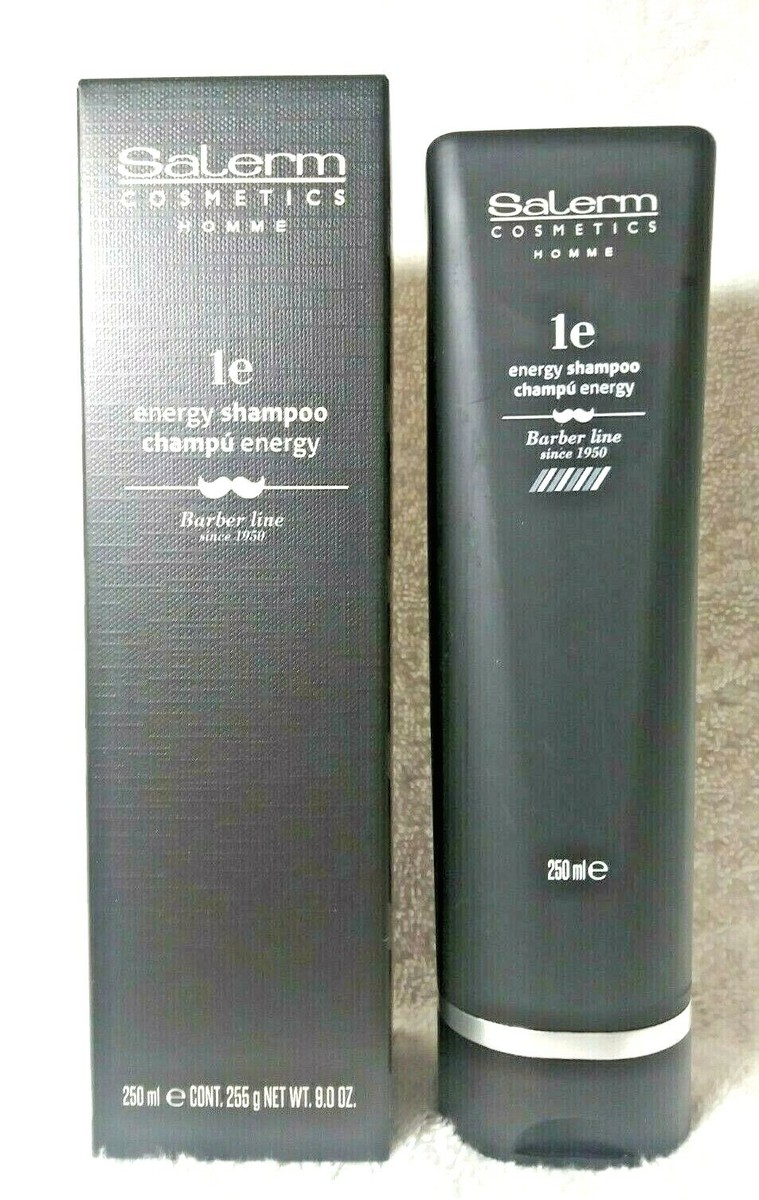 Salerm
COSMETICS
HOMME
1e
energy shampoo
champú energy
Barber line
since 1950
250 ml e CONT. 255 g NET WT. 9.0 OZ.
Salerm
COSMETICS
HOMME
1e
energy shampoo
champú energy
Barber line
since 1950
250 ml e